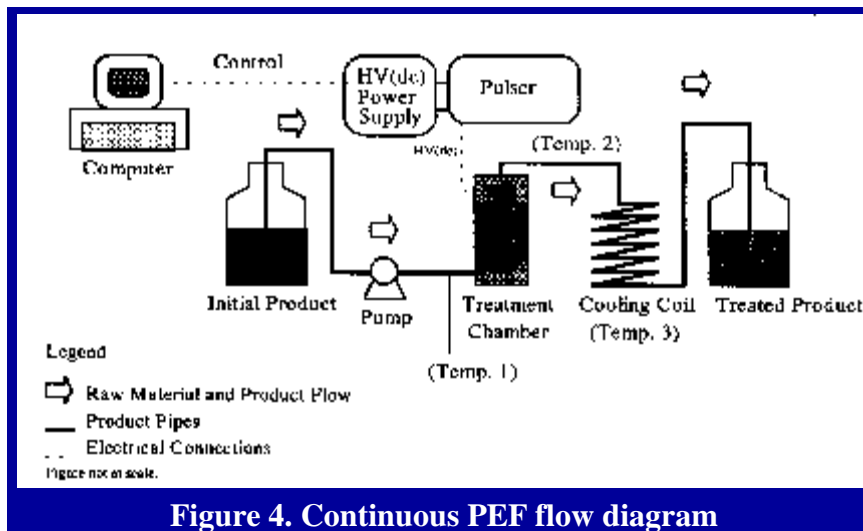 Control
HV(dc)
Power
Supply
Pulser
Computer
HV(dc)
(Temp. 2)
Initial Product
Pump
Treatment
Chamber
Cooling Coil
(Temp. 3)
Treated Product
(Temp. 1)
Legend
Raw Material and Product Flow
Product Pipes
Electrical Connections
Figure not at scale.
Figure 4. Continuous PEF flow diagram